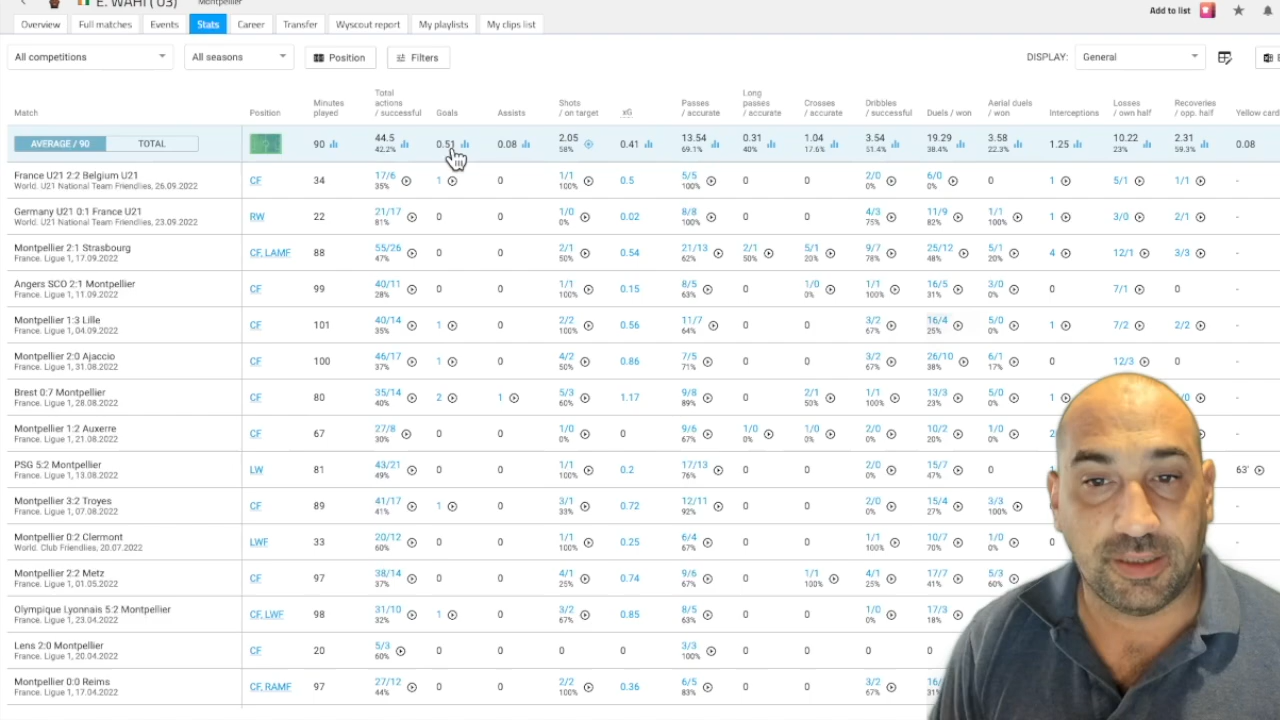 E. WAHI ('03) Montpellier
Add to list
Overview Full matches Events Stats Career Transfer Wyscout report My playlists My clips list
All competitions All seasons Position Filters DISPLAY: General
Match Position Minutes played Total actions / successful Goals Assists Shots / on target xG Passes / accurate Long passes / accurate Crosses / accurate Dribbles / successful Duels / won Aerial duels / won Interceptions Losses / own half Recoveries / opp. half Yellow card
AVERAGE / 90 TOTAL 90 44.5 0.51 0.08 2.05 0.41 13.54 0.31 1.04 3.54 19.29 3.58 1.25 10.22 2.31 0.08
42.2% 58% 69.1% 40% 17.6% 51.4% 38.4% 22.3% 23% 59.3%
France U21 2:2 Belgium U21 CF 34 17/6 1 0 1/1 0.5 5/5 0 0 2/0 6/0 0 1 5/1 1/1 -
World. U21 National Team Friendlies, 26.09.2022 35% 100% 100% 0% 0%
Germany U21 0:1 France U21 RW 22 21/17 0 0 1/0 0.02 8/8 0 0 4/3 11/9 1/1 1 3/0 2/1 -
World. U21 National Team Friendlies, 23.09.2022 81% 0% 100% 75% 82% 100%
Montpellier 2:1 Strasbourg CF, LAMF 88 55/26 0 0 2/1 0.54 21/13 2/1 5/1 9/7 25/12 5/1 4 12/1 3/3 -
France. Ligue 1, 17.09.2022 47% 50% 62% 50% 20% 78% 48% 20%
Angers SCO 2:1 Montpellier CF 99 40/11 0 0 1/1 0.15 8/5 0 1/0 1/1 16/5 3/0 0 7/1 0 -
France. Ligue 1, 11.09.2022 28% 100% 63% 0% 100% 31% 0%
Montpellier 1:3 Lille CF 101 40/14 1 0 2/2 0.56 11/7 0 0 3/2 16/4 5/0 1 7/2 2/2 -
France. Ligue 1, 04.09.2022 35% 100% 64% 67% 25% 0%
Montpellier 2:0 Ajaccio CF 100 46/17 1 0 4/2 0.86 7/5 0 0 3/2 26/10 6/1 0 12/3 0 -
France. Ligue 1, 31.08.2022 37% 50% 71% 67% 38% 17%
Brest 0:7 Montpellier CF 80 35/14 2 1 5/3 1.17 9/8 0 2/1 1/1 13/3 5/0 1 /0 -
France. Ligue 1, 28.08.2022 40% 60% 89% 50% 100% 23% 0%
Montpellier 1:2 Auxerre CF 67 27/8 0 0 1/0 0 9/6 1/0 1/0 2/0 10/2 1/0 2 -
France. Ligue 1, 21.08.2022 30% 0% 67% 0% 0% 0% 20% 0%
PSG 5:2 Montpellier LW 81 43/21 0 0 1/1 0.2 17/13 0 0 2/0 15/7 0 63'
France. Ligue 1, 13.08.2022 49% 100% 76% 0% 47%
Montpellier 3:2 Troyes CF 89 41/17 1 0 3/1 0.72 12/11 0 0 2/0 15/4 3/3 -
France. Ligue 1, 07.08.2022 41% 33% 92% 0% 27% 100%
Montpellier 0:2 Clermont LWF 33 20/12 0 0 1/1 0.25 6/4 0 0 1/1 10/7 1/0 0 -
World. Club Friendlies, 20.07.2022 60% 100% 67% 100% 70% 0%
Montpellier 2:2 Metz CF 97 38/14 0 0 4/1 0.74 9/6 0 1/1 4/1 17/7 5/3 -
France. Ligue 1, 01.05.2022 37% 25% 67% 100% 25% 41% 60%
Olympique Lyonnais 5:2 Montpellier CF, LWF 98 31/10 1 0 3/2 0.85 8/5 0 0 1/0 17/3 -
France. Ligue 1, 23.04.2022 32% 67% 63% 0% 18%
Lens 2:0 Montpellier CF 20 5/3 0 0 0 0 3/3 0 0 0 0 -
France. Ligue 1, 20.04.2022 60% 100%
Montpellier 0:0 Reims CF, RAMF 97 27/12 0 0 2/2 0.36 6/5 0 0 3/2 -
France. Ligue 1, 17.04.2022 44% 100% 83% 67%